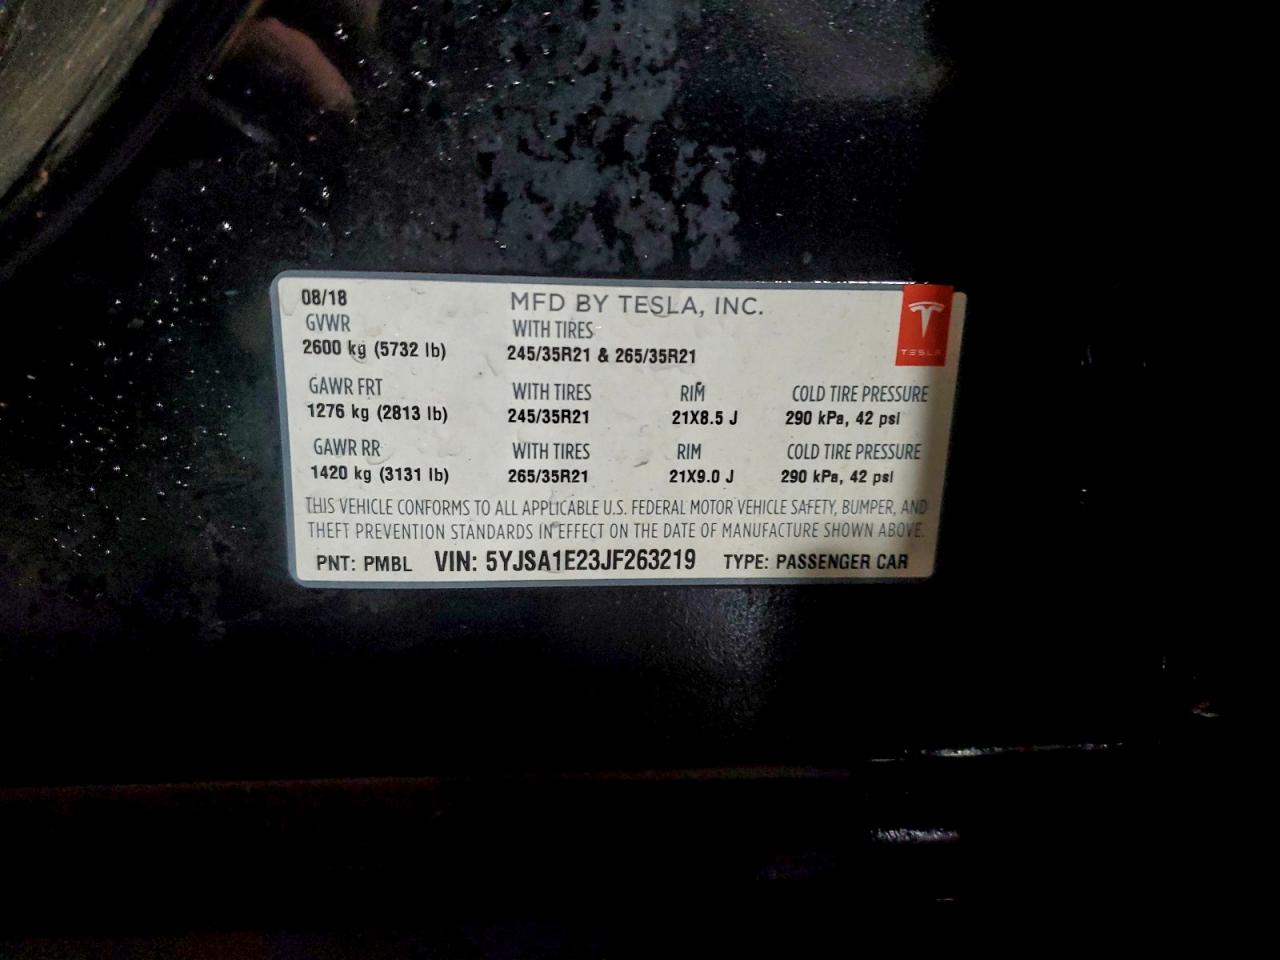 08/18 MFD BY TESLA, INC.
GVWR WITH TIRES
2600 kg (5732 lb) 245/35R21 & 265/35R21
TESLA
GAWR FRT WITH TIRES RIM COLD TIRE PRESSURE
1276 kg (2813 lb) 245/35R21 21X8.5 J 290 kPa, 42 psi
GAWR RR WITH TIRES RIM COLD TIRE PRESSURE
1420 kg (3131 lb) 265/35R21 21X9.0 J 290 kPa, 42 psi
THIS VEHICLE CONFORMS TO ALL APPLICABLE U.S. FEDERAL MOTOR VEHICLE SAFETY, BUMPER, AND
THEFT PREVENTION STANDARDS IN EFFECT ON THE DATE OF MANUFACTURE SHOWN ABOVE.
PNT: PMBL VIN: 5YJSA1E23JF263219 TYPE: PASSENGER CAR